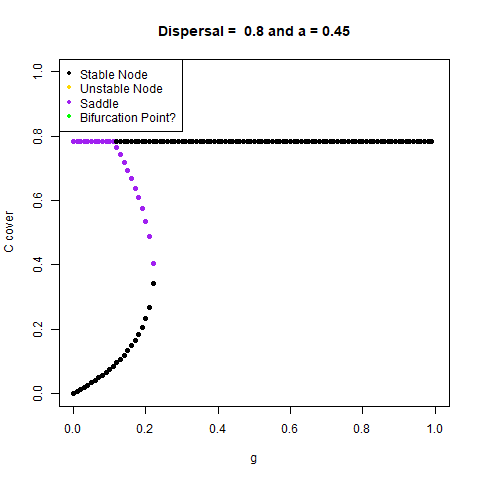 Dispersal =  0.8 and a = 0.45
Stable Node
Unstable Node
Saddle
Bifurcation Point?
C cover
1.0
0.8
0.6
0.4
0.2
0.0
0.0 0.2 0.4 0.6 0.8 1.0
g